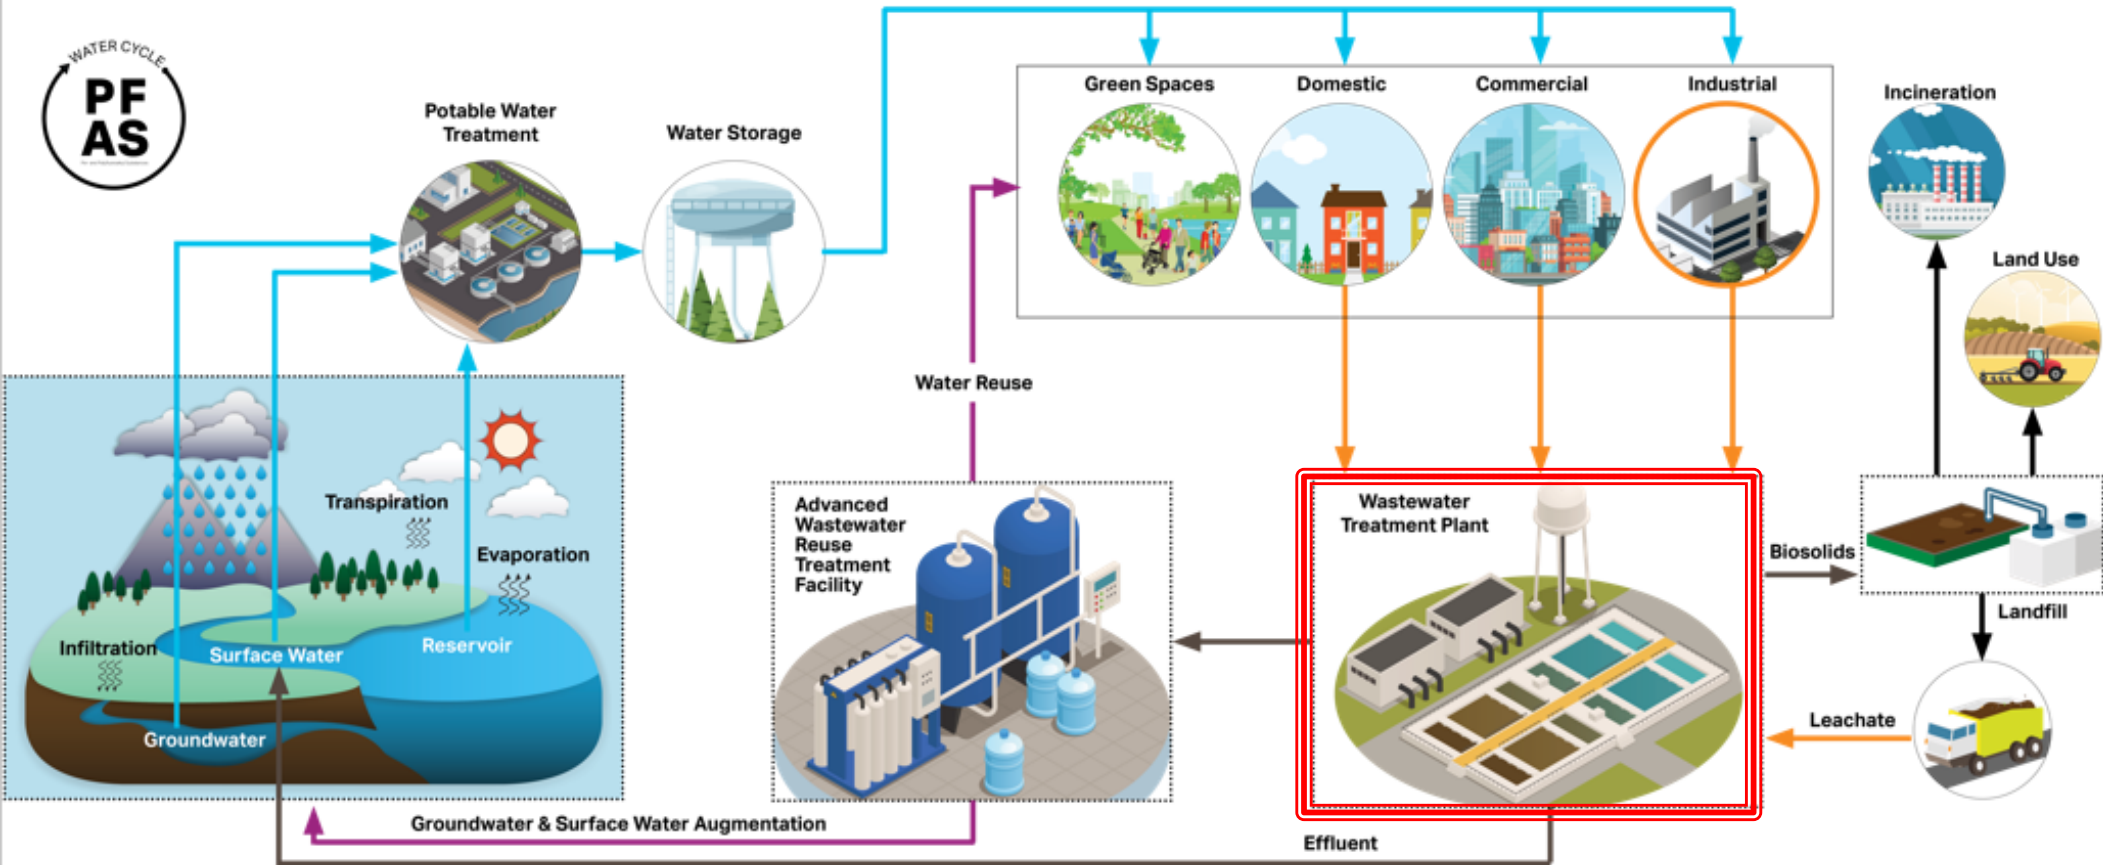 WATER CYCLE
PF
AS
Potable Water
Treatment
Water Storage
Green Spaces
Domestic
Commercial
Industrial
Incineration
Land Use
Water Reuse
Transpiration
Evaporation
Infiltration
Surface Water
Reservoir
Groundwater
Advanced
Wastewater
Reuse
Treatment
Facility
Wastewater
Treatment Plant
Biosolids
Landfill
Leachate
Groundwater & Surface Water Augmentation
Effluent